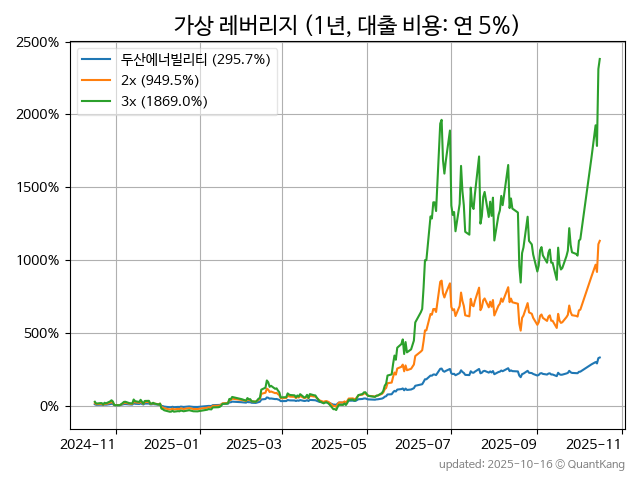 가상 레버리지 (1년, 대출 비용: 연 5%)
2500%
2000%
1500%
1000%
500%
0%
두산에너빌리티 (295.7%)
2x (949.5%)
3x (1869.0%)
2024-11 2025-01 2025-03 2025-05 2025-07 2025-09 2025-11
updated: 2025-10-16 © QuantKang